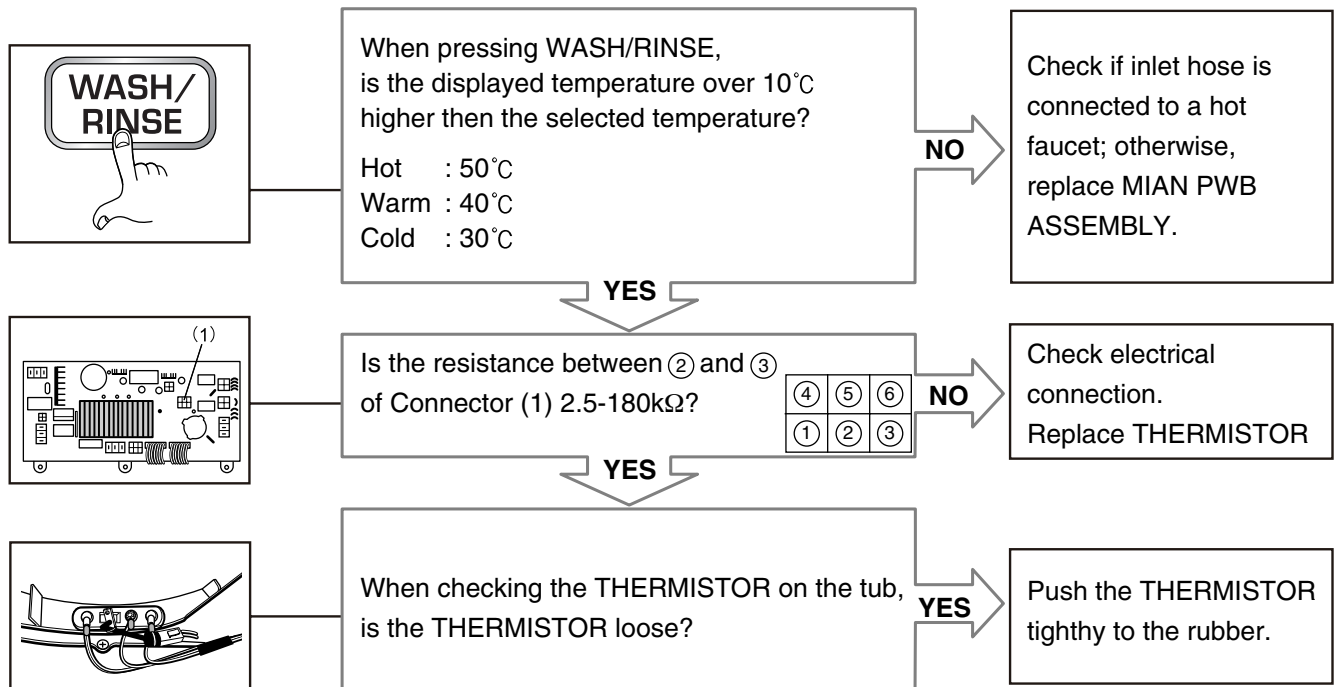 WASH/
RINSE
When pressing WASH/RINSE,
is the displayed temperature over 10°C
higher then the selected temperature?
Hot : 50°C
Warm : 40°C
Cold : 30°C
NO
Check if inlet hose is
connected to a hot
faucet; otherwise,
replace MIAN PWB
ASSEMBLY.
YES
(1)
Is the resistance between ② and ③
of Connector (1) 2.5-180kΩ?
④ ⑤ ⑥
① ② ③
NO
Check electrical
connection.
Replace THERMISTOR
YES
When checking the THERMISTOR on the tub,
is the THERMISTOR loose?
YES
Push the THERMISTOR
tighthy to the rubber.